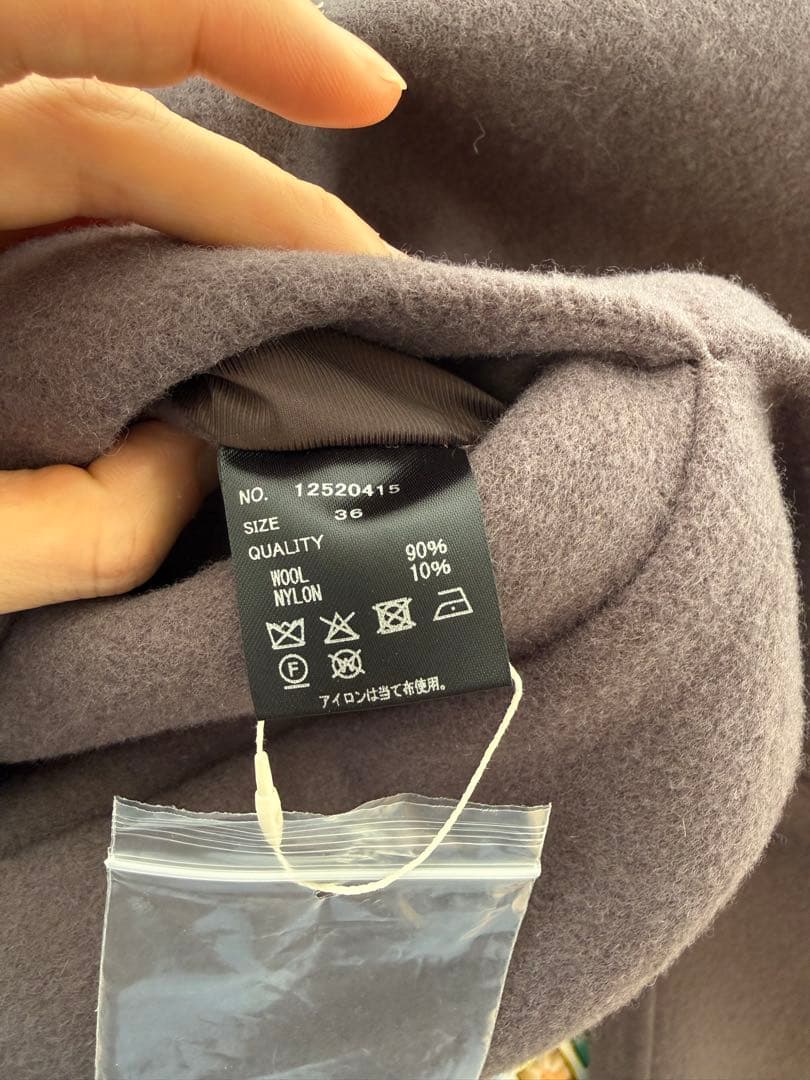 NO. 12520415
SIZE 36
QUALITY
WOOL 90%
NYLON 10%
F W
アイロンは当て布使用。